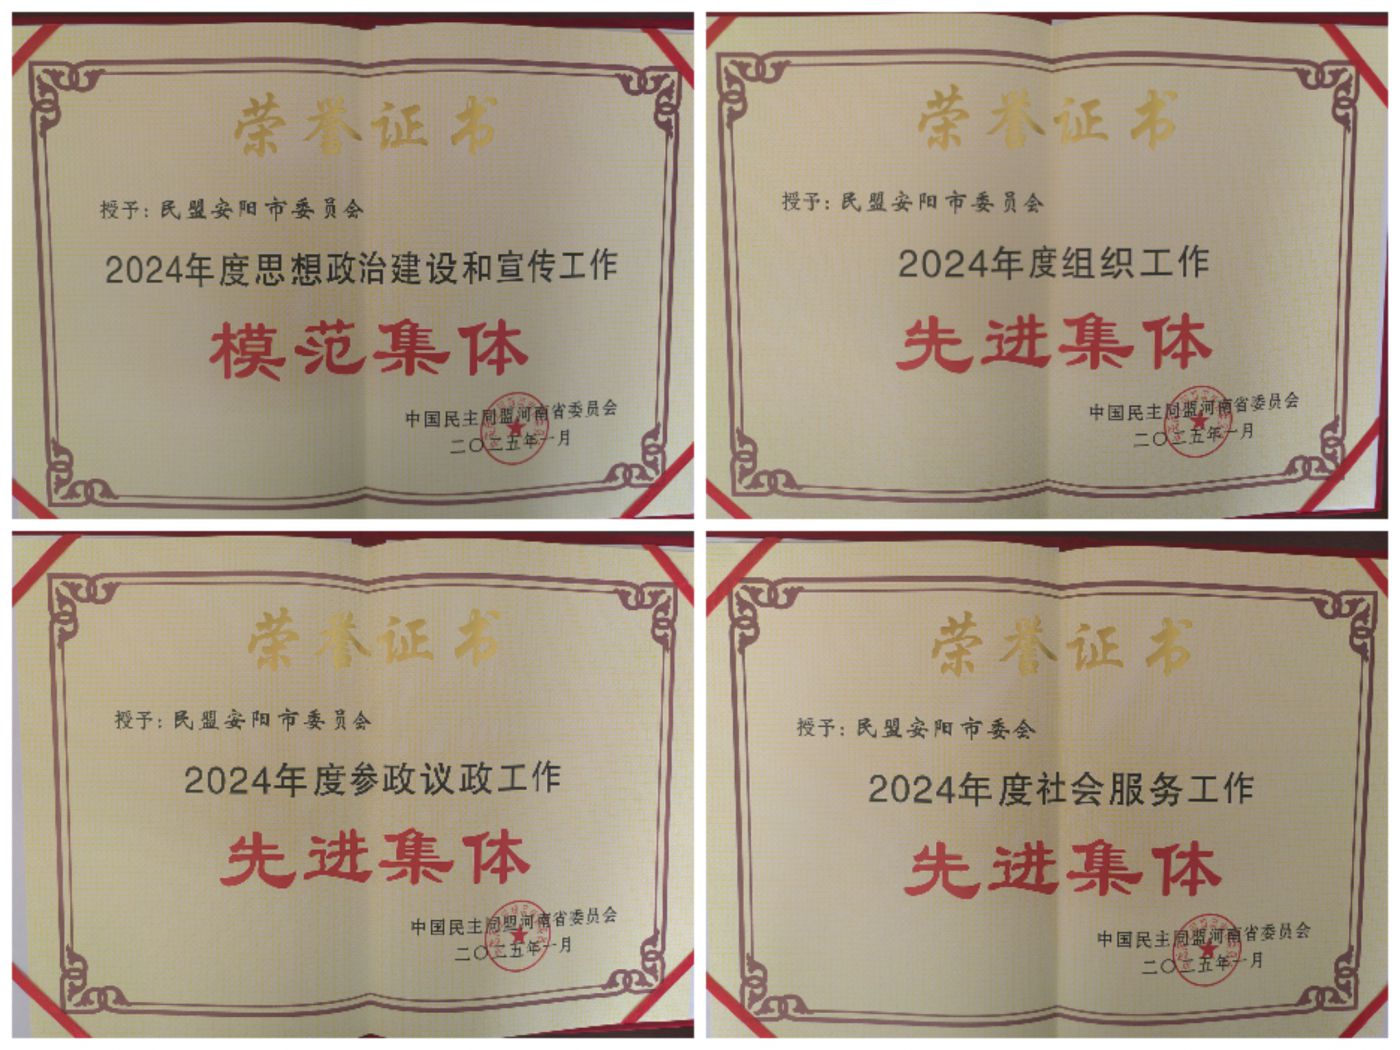 荣誉证书
授予：民盟安阳市委员会
2024年度思想政治建设和宣传工作
模范集体
中国民主同盟河南省委员会
二〇二五年一月
荣誉证书
授予：民盟安阳市委员会
2024年度组织工作
先进集体
中国民主同盟河南省委员会
二〇二五年一月
荣誉证书
授予：民盟安阳市委员会
2024年度参政议政工作
先进集体
中国民主同盟河南省委员会
二〇二五年一月
荣誉证书
授予：民盟安阳市委会
2024年度社会服务工作
先进集体
中国民主同盟河南省委员会
二〇二五年一月